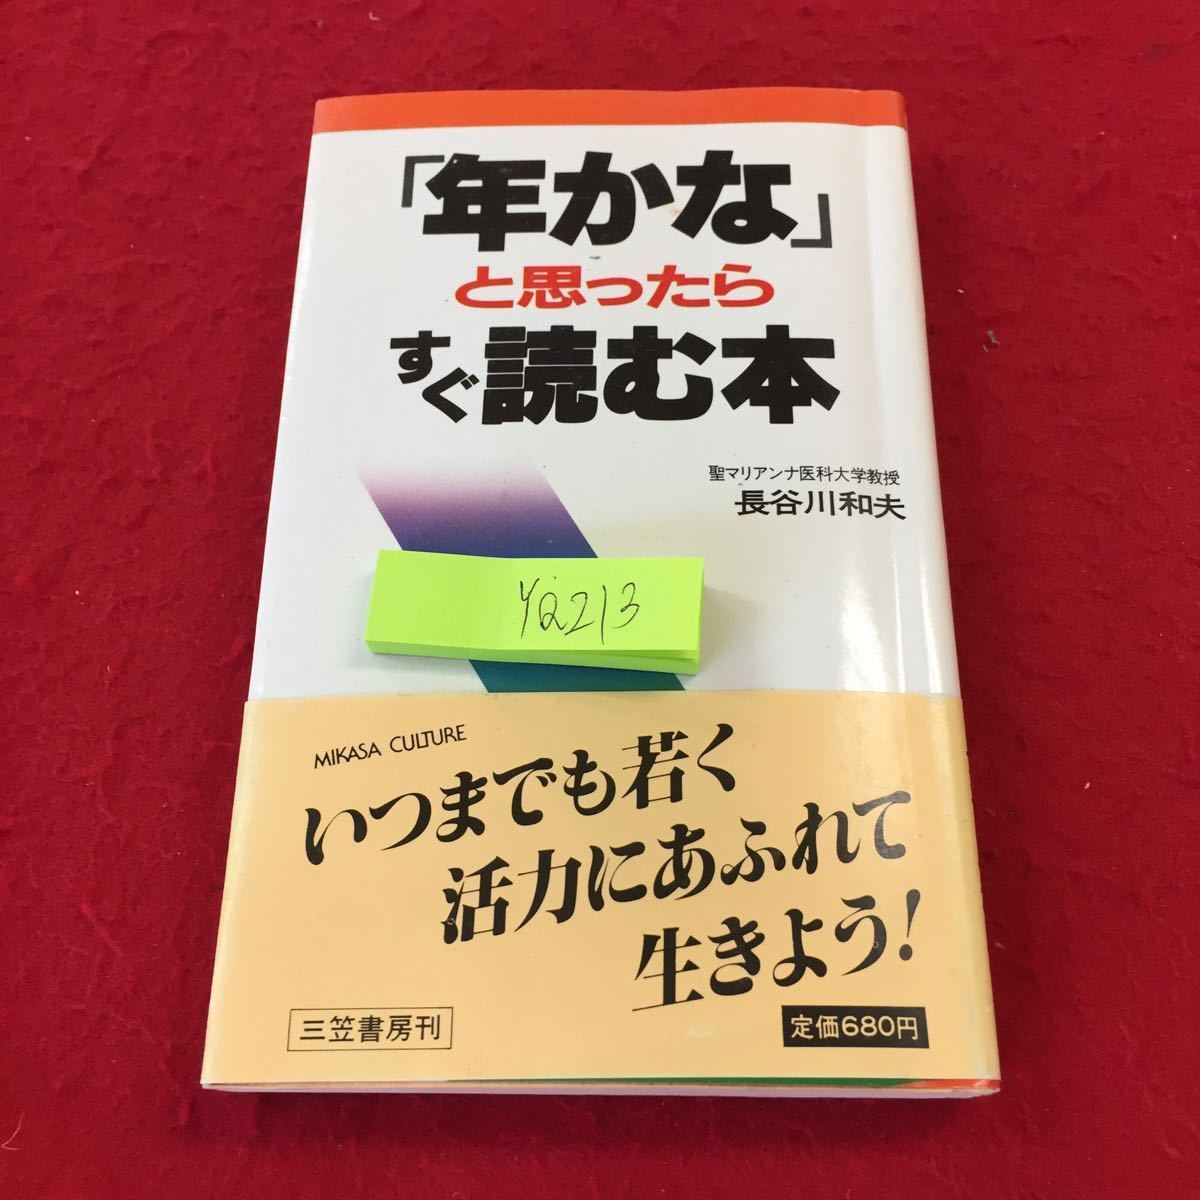 「年かな」
と思ったら
すぐ読む本
聖マリアンナ医科大学教授
長谷川和夫
YQ213
MIKASA CULTURE
いつまでも若く
活力にあふれて
生きよう!
三笠書房刊
定価680円